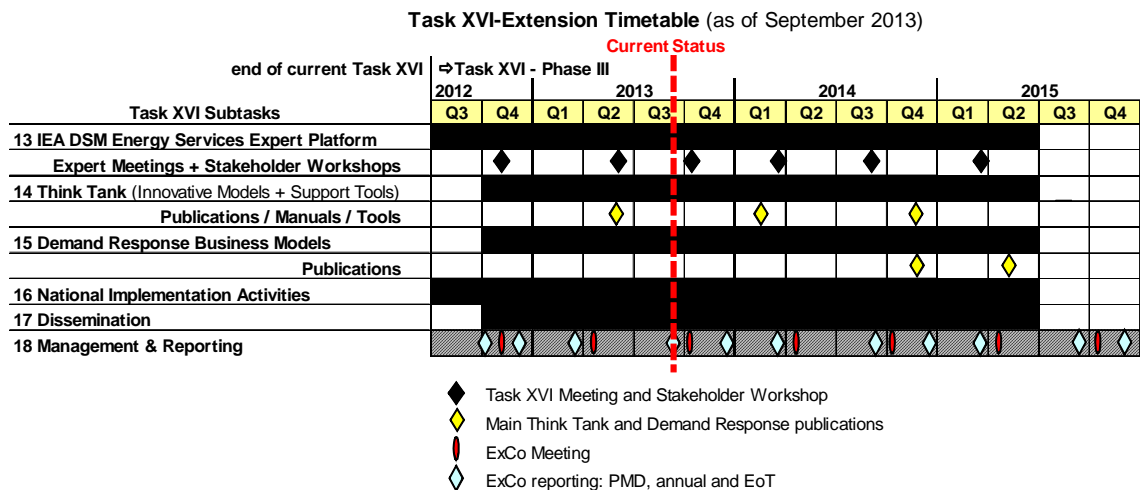 Task XVI-Extension Timetable (as of September 2013)
Current Status
end of current Task XVI ⇨Task XVI - Phase III
2012 2013 2014 2015
Task XVI Subtasks Q3 Q4 Q1 Q2 Q3 Q4 Q1 Q2 Q3 Q4 Q1 Q2 Q3 Q4
13 IEA DSM Energy Services Expert Platform
Expert Meetings + Stakeholder Workshops
14 Think Tank (Innovative Models + Support Tools)
Publications / Manuals / Tools
15 Demand Response Business Models
Publications
16 National Implementation Activities
17 Dissemination
18 Management & Reporting
Task XVI Meeting and Stakeholder Workshop
Main Think Tank and Demand Response publications
ExCo Meeting
ExCo reporting: PMD, annual and EoT